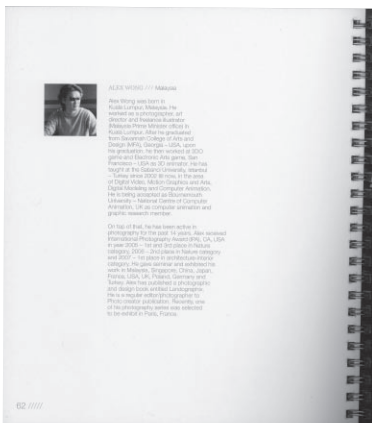 ALEX WONG /// Malaysia
Alex Wong was born in
Kuala Lumpur, Malaysia. He
worked as a photographer, art
director and freelance illustrator
(Malaysia Prime Minister office) in
Kuala Lumpur. After he graduated
from Savannah College of Arts and
Design (MFA), Georgia – USA, upon
his graduation, he then worked at 3DO
game and Electronic Arts game, San
Francisco – USA as 3D animator. He has
taught at the Sabanci University, Istanbul
– Turkey since 2002 till now, in the area
of Digital Video, Motion Graphics and Arts,
Digital Modeling and Computer Animation.
He is being accepted as Bournemouth
University – National Centre of Computer
Animation, UK as computer animation and
graphic research member.
On top of that, he has been active in
photography for the past 14 years. Alex received
International Photography Award (IPA), CA, USA
in year 2005 – 1st and 3rd place in Nature
category, 2006 – 2nd place in Nature category
and 2007 – 1st place in architecture interior
category. He gave seminar and exhibited his
work in Malaysia, Singapore, China, Japan,
France, USA, UK, Poland, Germany and
Turkey. Alex has published a photographic
and design book entitled Landographie.
He is a regular editor/photographer to
Photo creator publication. Recently, one
of his photography series was selected
to be exhibit in Paris, France.
62 /////